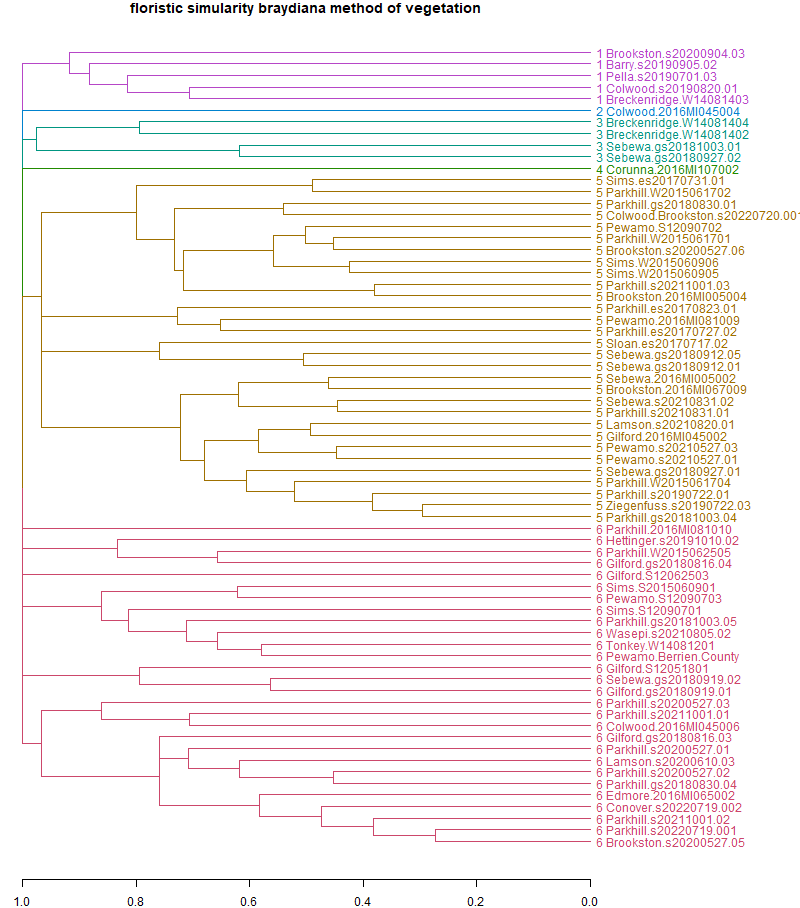 floristic simularity braydiana method of vegetation
1 Brookston.s20200904.03
1 Barry.s20190905.02
1 Pella.s20190701.03
1 Colwood.s20190820.01
1 Breckenridge.W14081403
2 Colwood.2016MI045004
3 Breckenridge.W14081404
3 Breckenridge.W14081402
3 Sebewa.gs20181003.01
3 Sebewa.gs20180927.02
4 Corunna.2016MI107002
5 Sims.es20170731.01
5 Parkhill.W2015061702
5 Parkhill.gs20180830.01
5 Colwood.Brookston.s20220720.001
5 Pewamo.S12090702
5 Parkhill.W2015061701
5 Brookston.s20200527.06
5 Sims.W2015060906
5 Sims.W2015060905
5 Parkhill.s20211001.03
5 Brookston.2016MI005004
5 Parkhill.es20170823.01
5 Pewamo.2016MI081009
5 Parkhill.es20170727.02
5 Sloan.es20170717.02
5 Sebewa.gs20180912.05
5 Sebewa.gs20180912.01
5 Sebewa.2016MI005002
5 Brookston.2016MI067009
5 Sebewa.s20210831.02
5 Parkhill.s20210831.01
5 Lamson.s20210820.01
5 Gilford.2016MI045002
5 Pewamo.s20210527.03
5 Pewamo.s20210527.01
5 Sebewa.gs20180927.01
5 Parkhill.W2015061704
5 Parkhill.s20190722.01
5 Ziegenfuss.s20190722.03
5 Parkhill.gs20181003.04
6 Parkhill.2016MI081010
6 Hettinger.s20191010.02
6 Parkhill.W2015062505
6 Gilford.gs20180816.04
6 Gilford.S12062503
6 Sims.S2015060901
6 Pewamo.S12090703
6 Sims.S12090701
6 Parkhill.gs20181003.05
6 Wasepi.s20210805.02
6 Tonkey.W14081201
6 Pewamo.Berrien.County
6 Gilford.S12051801
6 Sebewa.gs20180919.02
6 Gilford.gs20180919.01
6 Parkhill.s20200527.03
6 Parkhill.s20211001.01
6 Colwood.2016MI045006
6 Gilford.gs20180816.03
6 Parkhill.s20200527.01
6 Lamson.s20200610.03
6 Parkhill.s20200527.02
6 Parkhill.gs20180830.04
6 Edmore.2016MI065002
6 Conover.s20220719.002
6 Parkhill.s20211001.02
6 Parkhill.s20220719.001
6 Brookston.s20200527.05
1.0 0.8 0.6 0.4 0.2 0.0